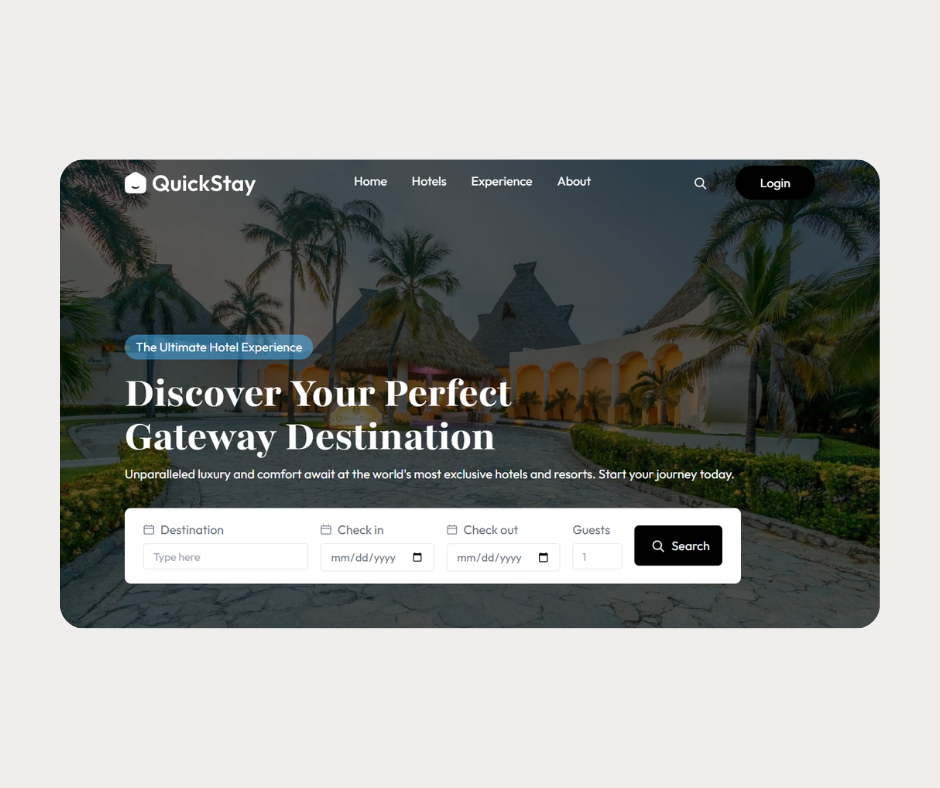 QuickStay
Home Hotels Experience About
Login
The Ultimate Hotel Experience
Discover Your Perfect
Gateway Destination
Unparalleled luxury and comfort await at the world's most exclusive hotels and resorts. Start your journey today.
Destination Check in Check out Guests
Type here mm/dd/yyyy mm/dd/yyyy 1
Search